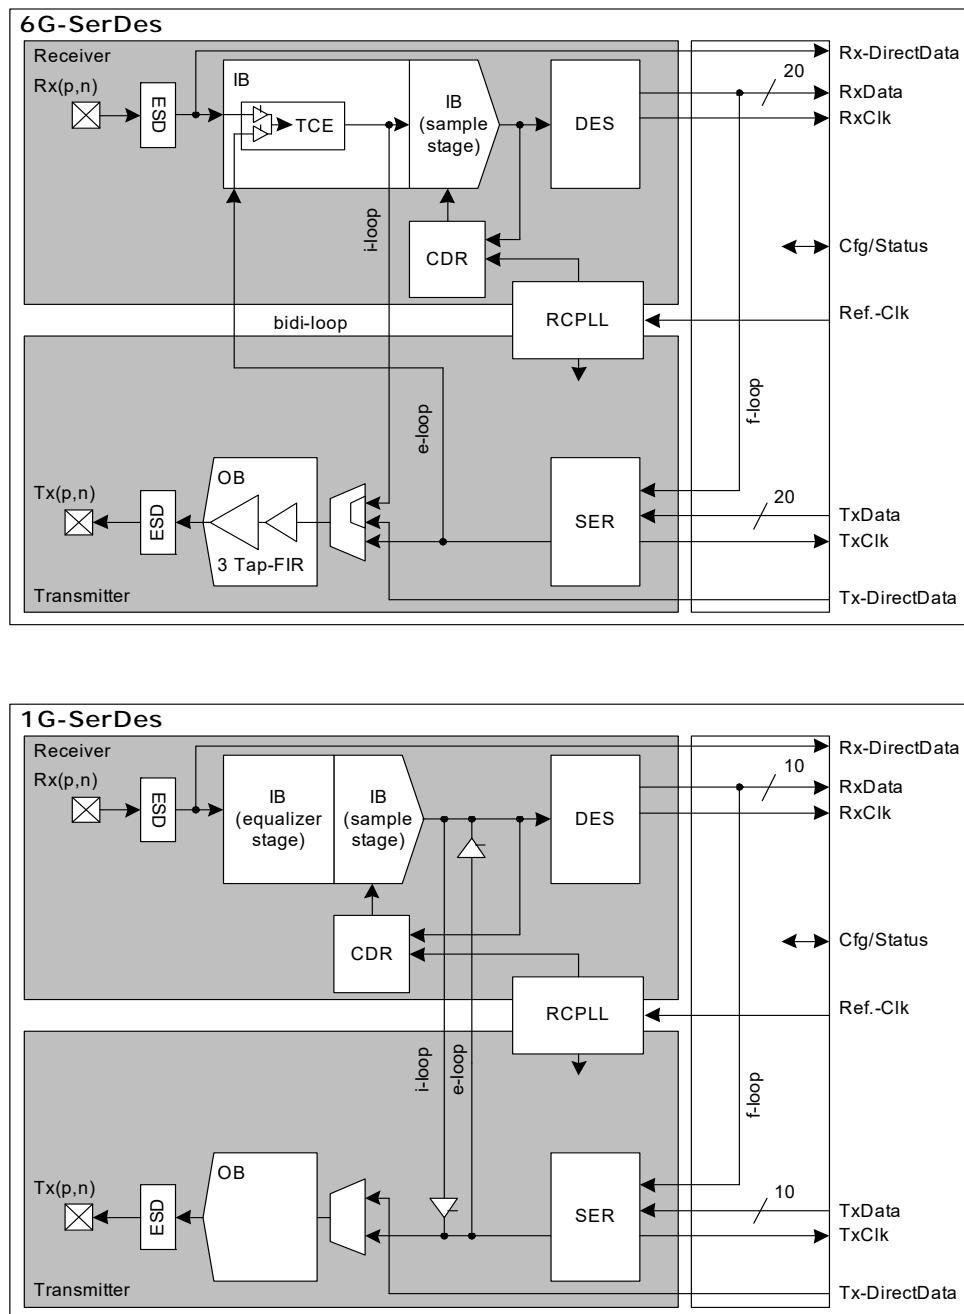 6G-SerDes
Receiver
Rx-DirectData
Rx(p,n)
ESD
IB
TCE
IB
(sample
stage)
DES
20
RxData
RxClk
i-loop
CDR
Cfg/Status
RCPLL
Ref.-Clk
bidi-loop
e-loop
f-loop
Tx(p,n)
ESD
OB
3 Tap-FIR
SER
20
TxData
TxClk
Transmitter
Tx-DirectData
1G-SerDes
Receiver
Rx-DirectData
Rx(p,n)
ESD
IB
(equalizer
stage)
IB
(sample
stage)
DES
10
RxData
RxClk
CDR
Cfg/Status
RCPLL
Ref.-Clk
i-loop
e-loop
f-loop
Tx(p,n)
ESD
OB
SER
10
TxData
TxClk
Transmitter
Tx-DirectData